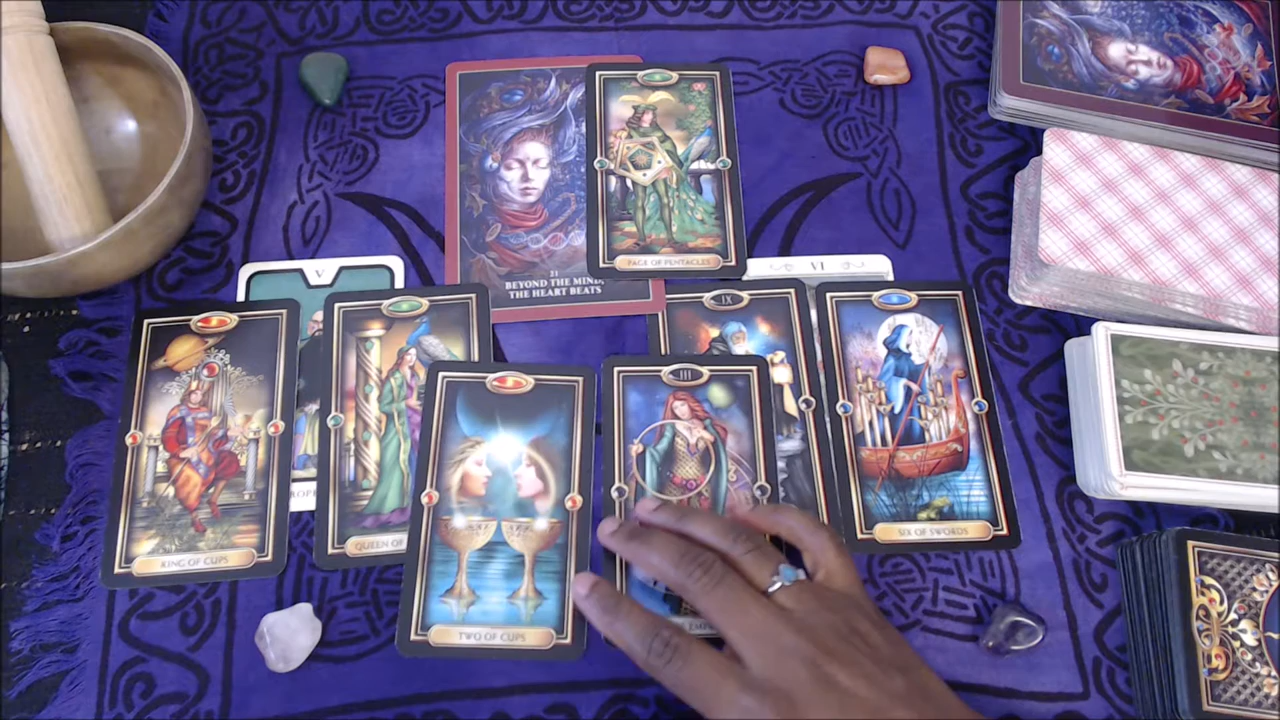 21
BEYOND THE MIND,
THE HEART BEATS
PAGE OF PENTACLES
V
VI
IX
III
KING OF CUPS
QUEEN OF
TWO OF CUPS
SIX OF SWORDS